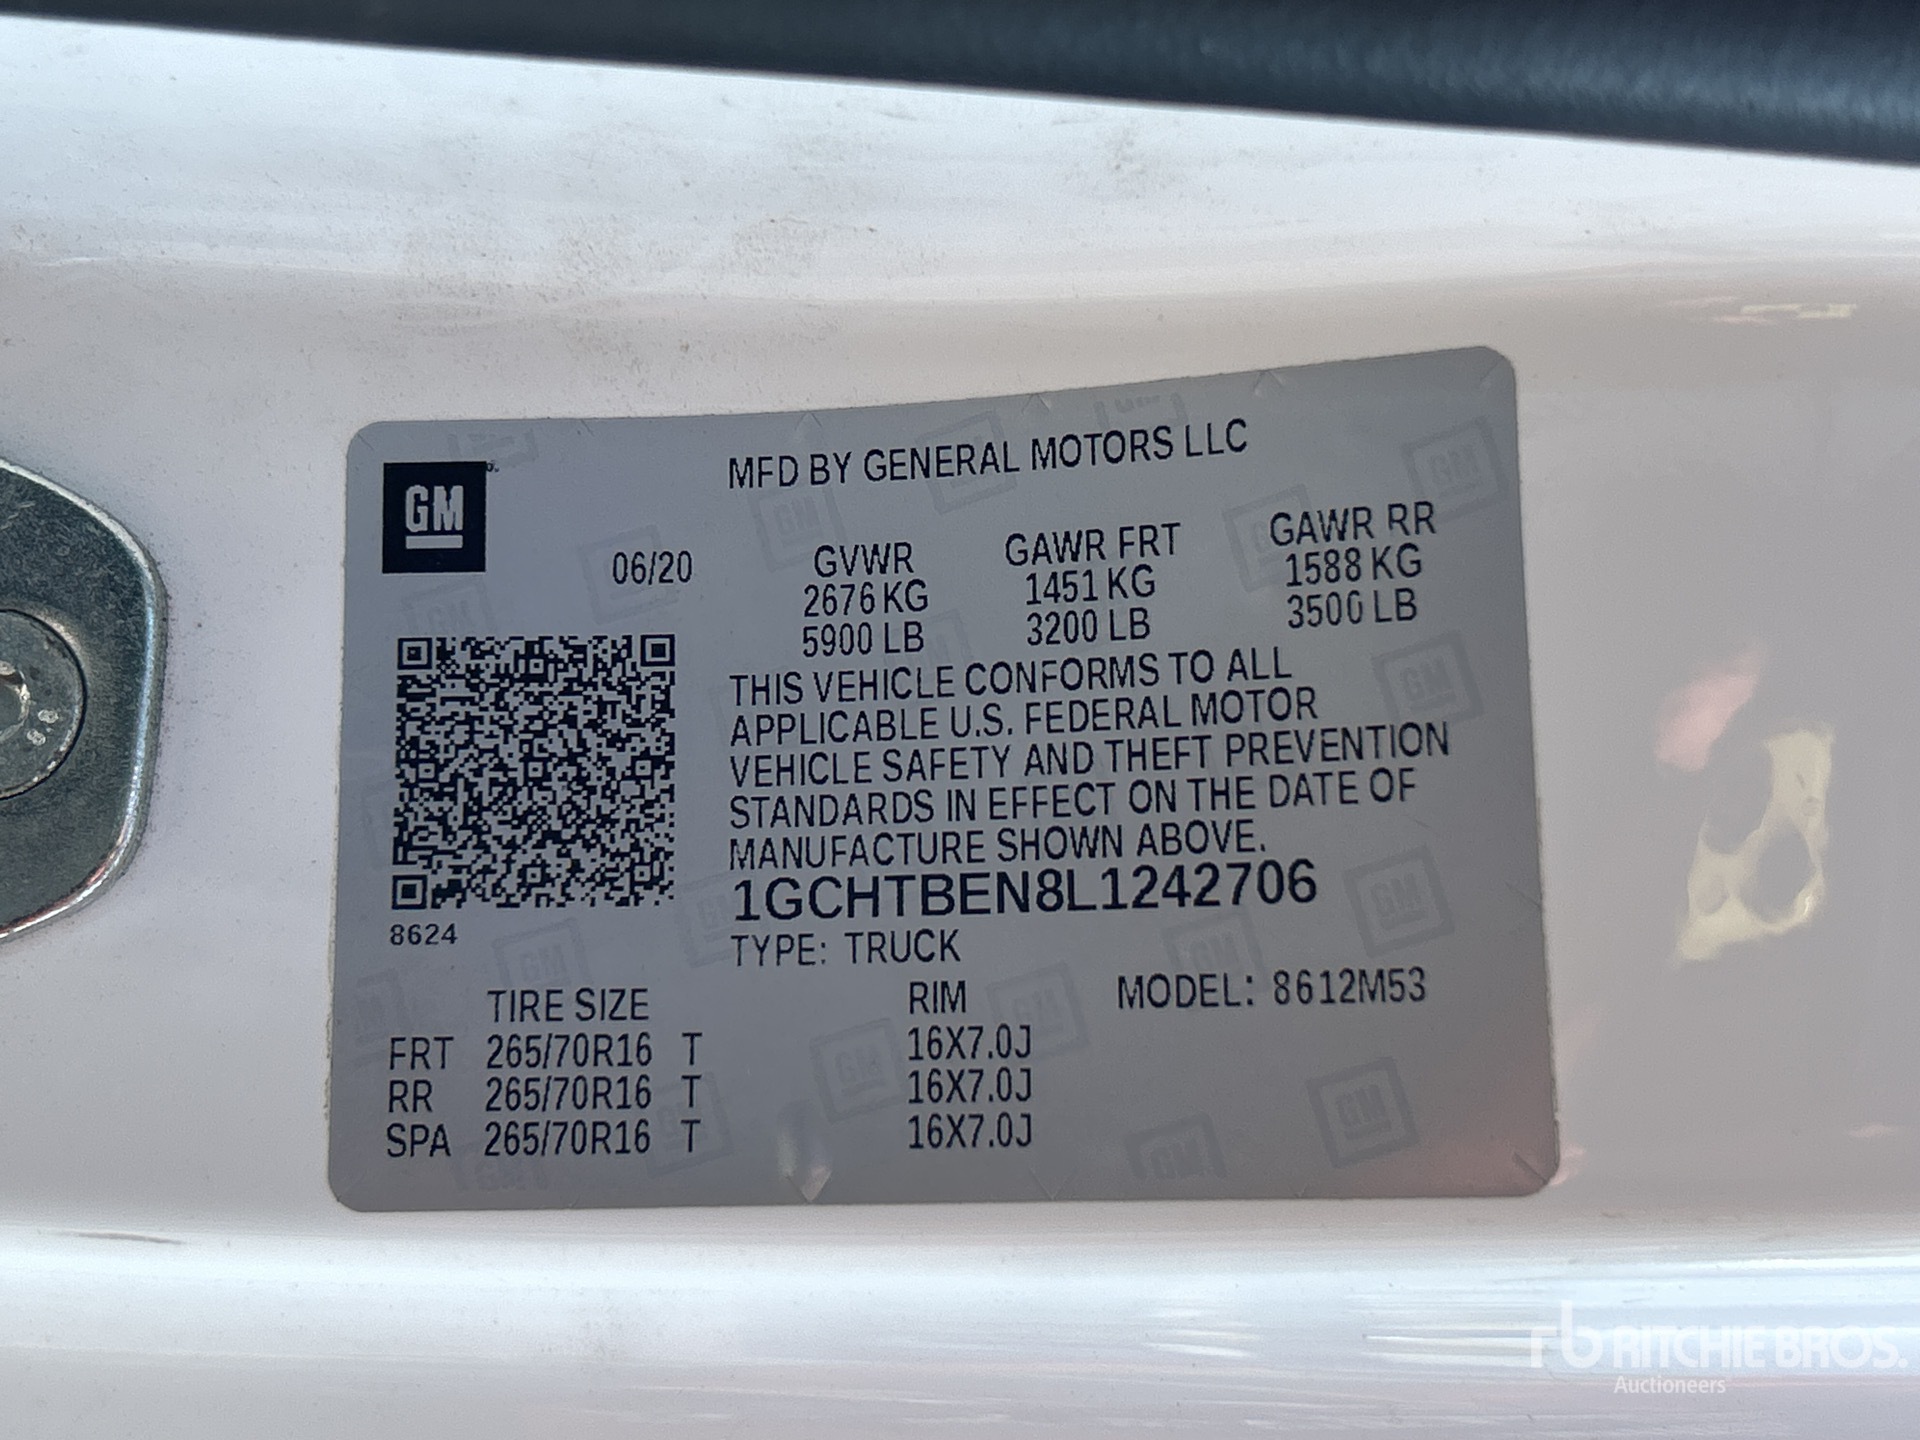 MFD BY GENERAL MOTORS LLC
GM
06/20
GVWR GAWR FRT GAWR RR
2676 KG 1451 KG 1588 KG
5900 LB 3200 LB 3500 LB
THIS VEHICLE CONFORMS TO ALL
APPLICABLE U.S. FEDERAL MOTOR
VEHICLE SAFETY AND THEFT PREVENTION
STANDARDS IN EFFECT ON THE DATE OF
MANUFACTURE SHOWN ABOVE.
1GCHTBEN8L1242706
8624
TYPE: TRUCK
TIRE SIZE RIM MODEL: 8612M53
FRT 265/70R16 T 16X7.0J
RR 265/70R16 T 16X7.0J
SPA 265/70R16 T 16X7.0J
rb RITCHIE BROS.
Auctioneers